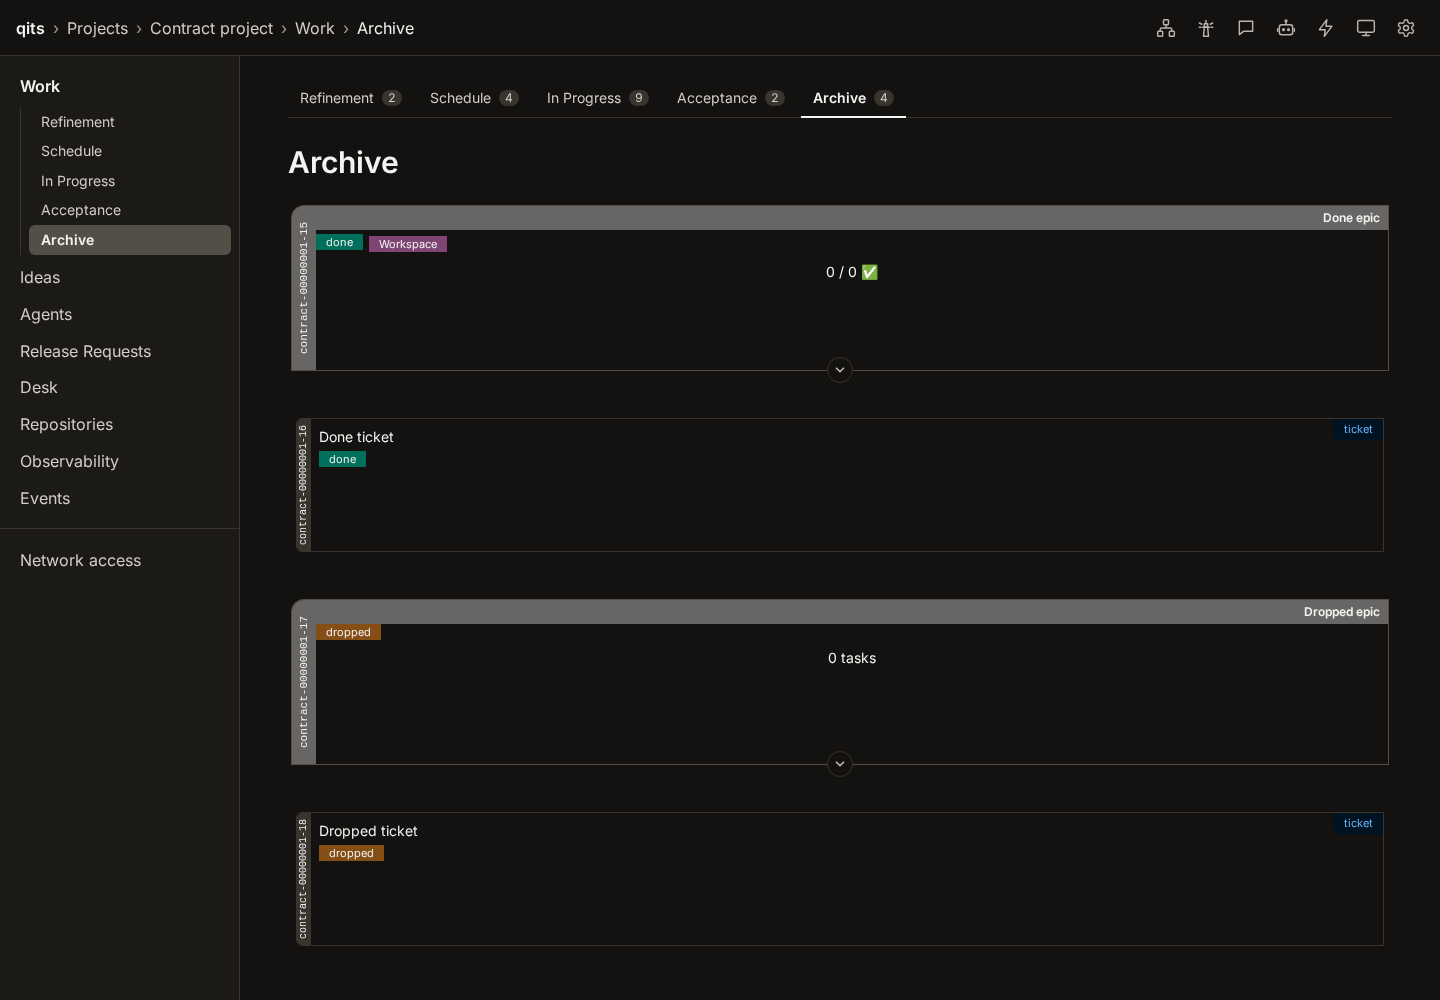 qits › Projects › Contract project › Work › Archive
Work
Refinement
Schedule
In Progress
Acceptance
Archive
Ideas
Agents
Release Requests
Desk
Repositories
Observability
Events
Network access
Refinement 2 Schedule 4 In Progress 9 Acceptance 2 Archive 4
Archive
contract-00000001-15
Done epic
done Workspace
0 / 0 ✅
contract-00000001-16
Done ticket
ticket
done
contract-00000001-17
Dropped epic
dropped
0 tasks
contract-00000001-18
Dropped ticket
ticket
dropped